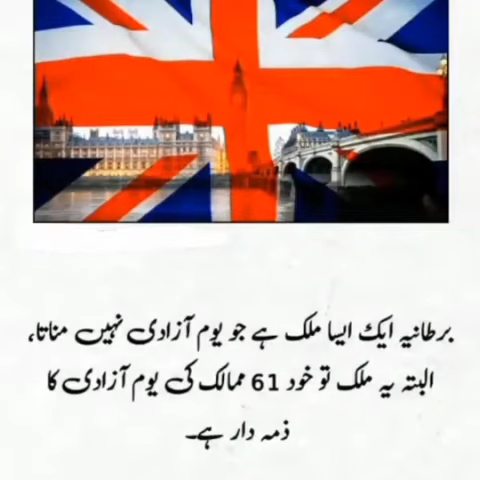 برطانیہ ایک ایسا ملک ہے جو یوم آزادی نہیں مناتا،
البتہ یہ ملک تو خود 61 ممالک کی یوم آزادی کا
ذمہ دار ہے۔